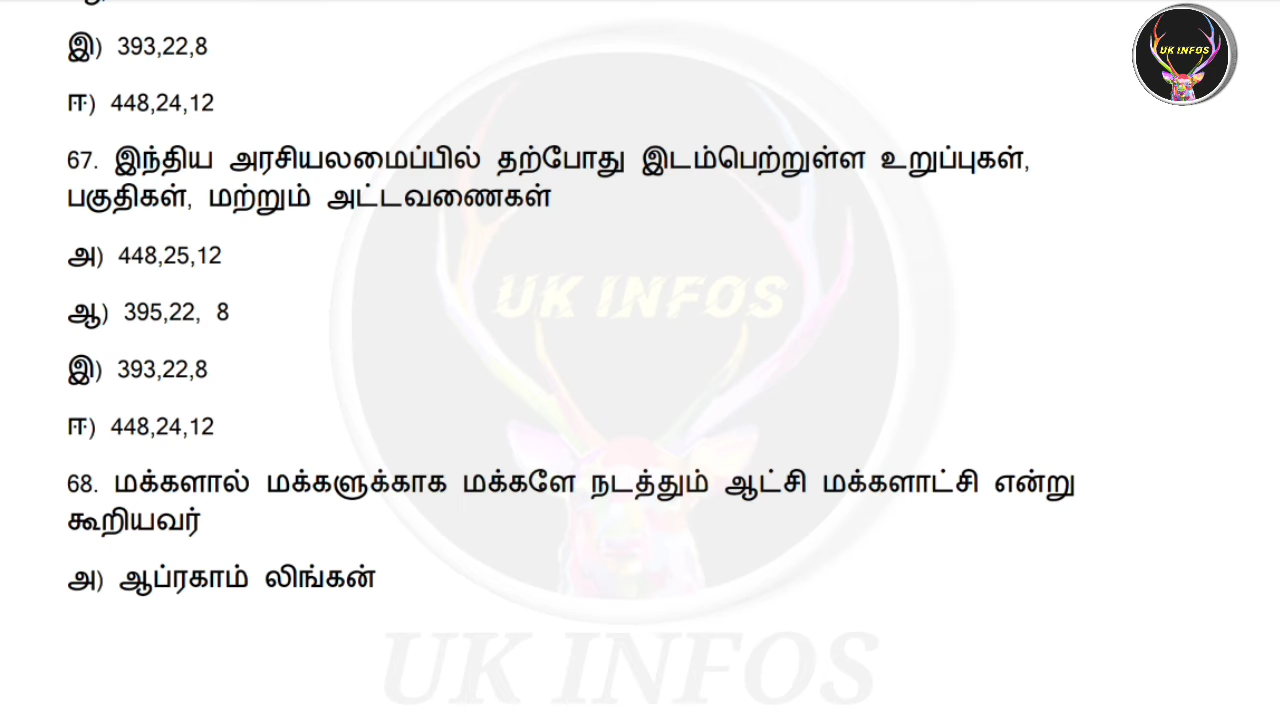 இ) 393,22,8
UK INFOS
ஈ) 448,24,12
67. இந்திய அரசியலமைப்பில் தற்போது இடம்பெற்றுள்ள உறுப்புகள்,
பகுதிகள், மற்றும் அட்டவணைகள்
அ) 448,25,12
UK INFOS
ஆ) 395,22, 8
இ) 393,22,8
ஈ) 448,24,12
68. மக்களால் மக்களுக்காக மக்களே நடத்தும் ஆட்சி மக்களாட்சி என்று
கூறியவர்
அ) ஆப்ரகாம் லிங்கன்
UK INFOS